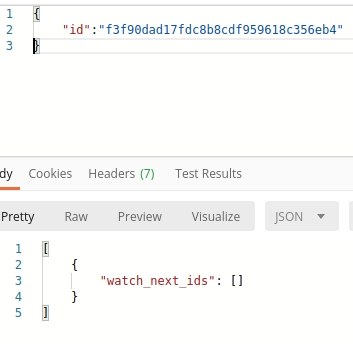 1 {
2 "id":"f3f90dad17fdc8b8cdf959618c356eb4"
3 }
dy Cookies Headers (7) Test Results
Pretty Raw Preview Visualize JSON
1 [
2 {
3 "watch_next_ids": []
4 }
5 ]